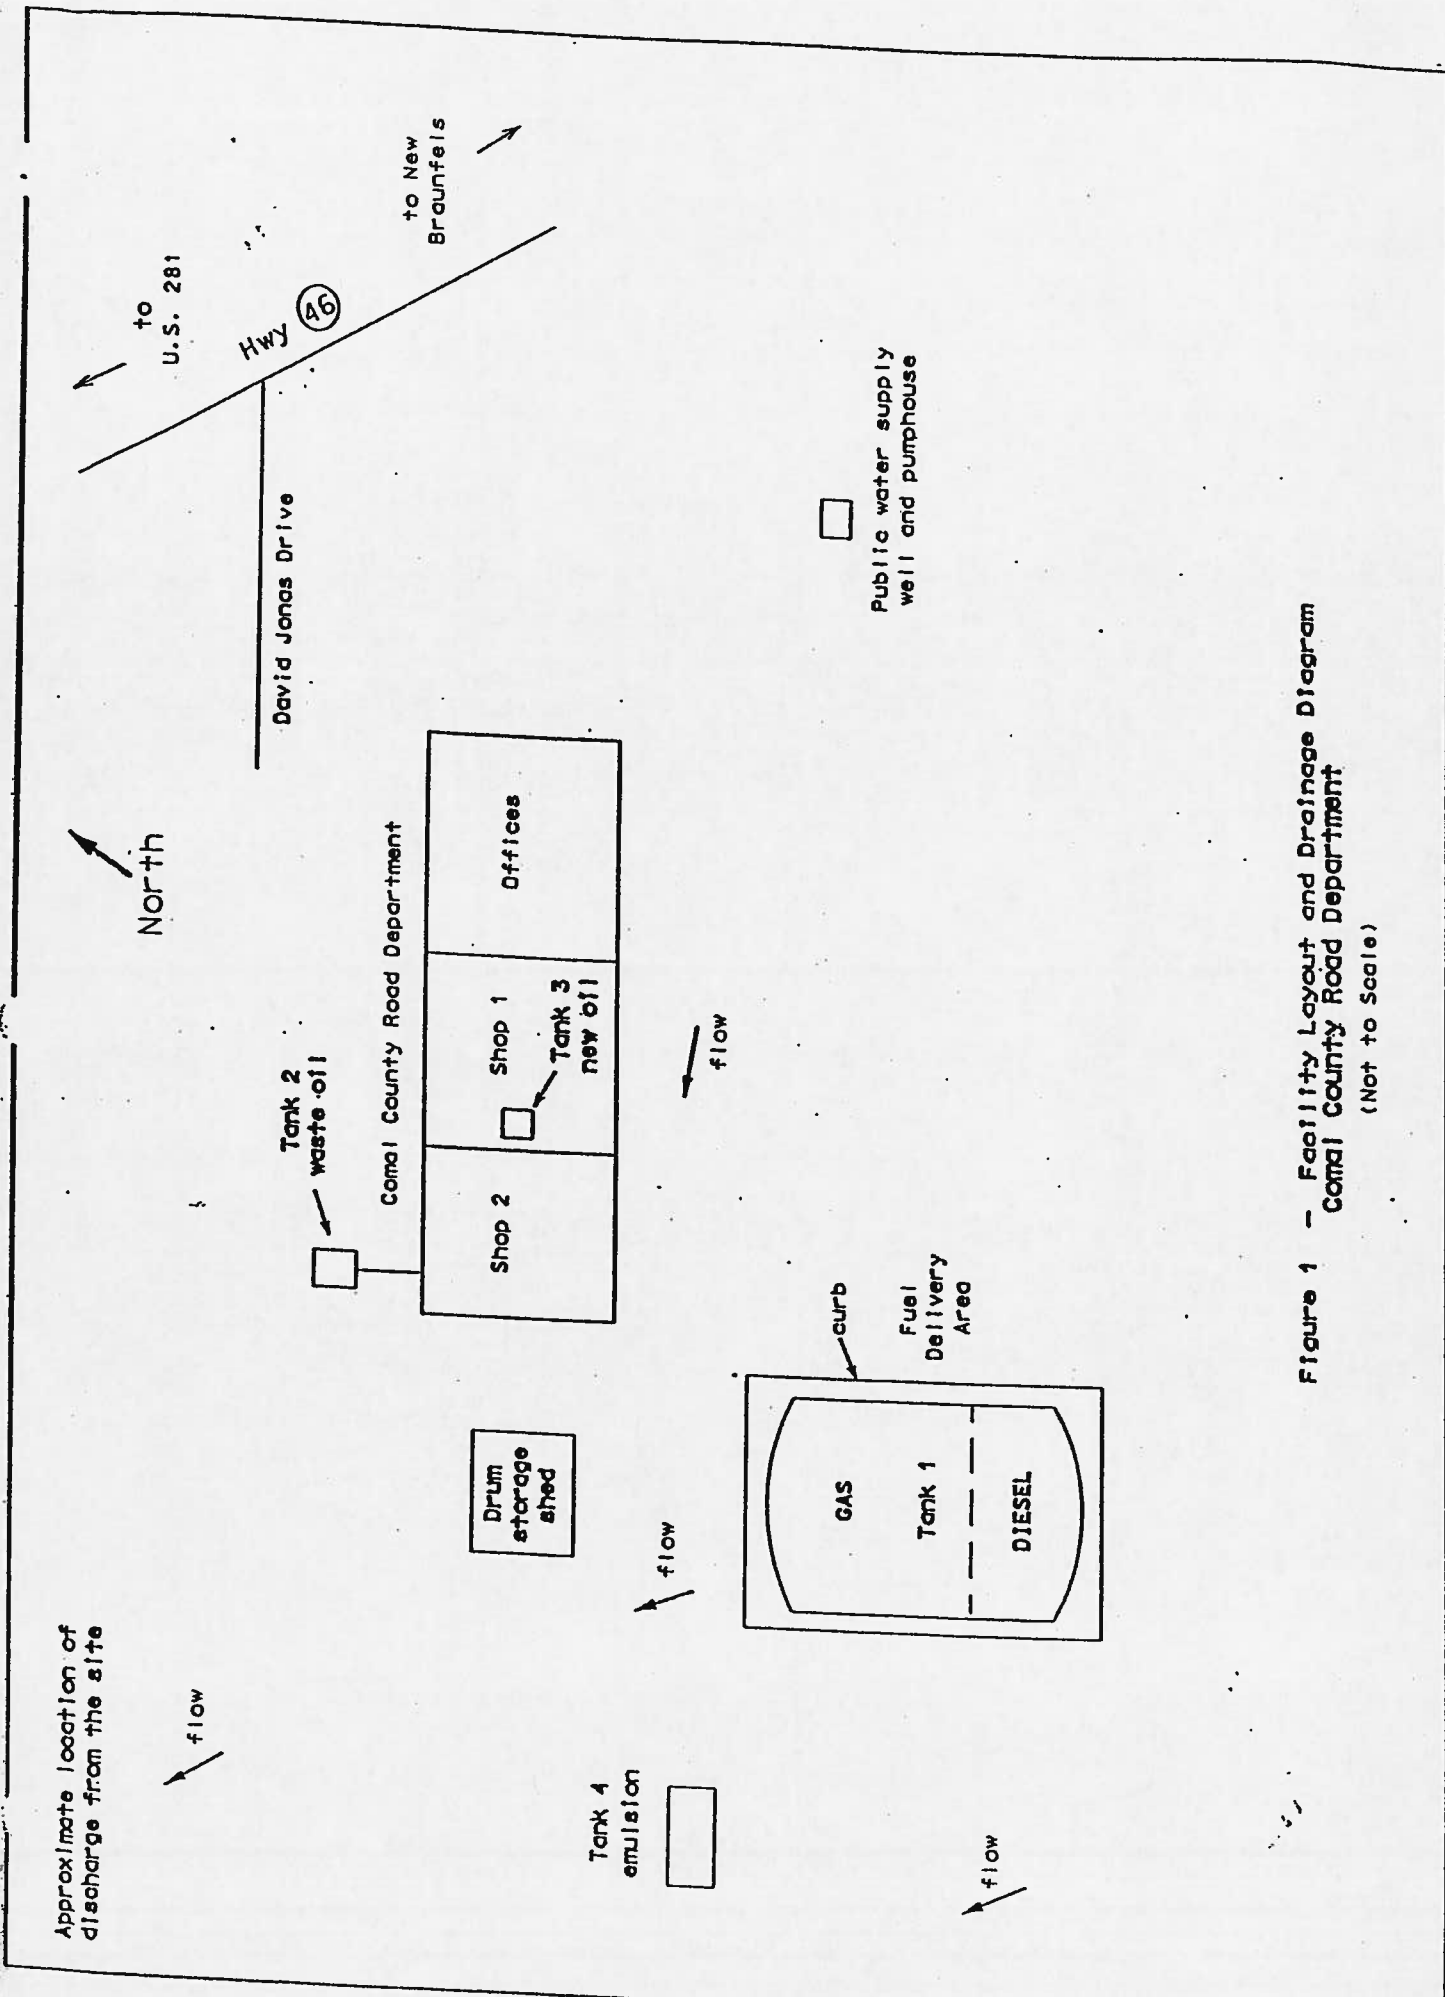 Approximate location of
discharge from the site
flow
North
to
U.S. 281
Hwy 46
to New
Braunfels
David Jonas Drive
Tank 2
waste oil
Comal County Road Department
Shop 2
Shop 1
Tank 3
new oil
Offices
Drum
storage
shed
flow
flow
Tank 4
emulsion
GAS
Tank 1
DIESEL
curb
Fuel
Delivery
Area
Public water supply
well and pumphouse
flow
Figure 1 - Facility Layout and Drainage Diagram
Comal County Road Department
(Not to Scale)